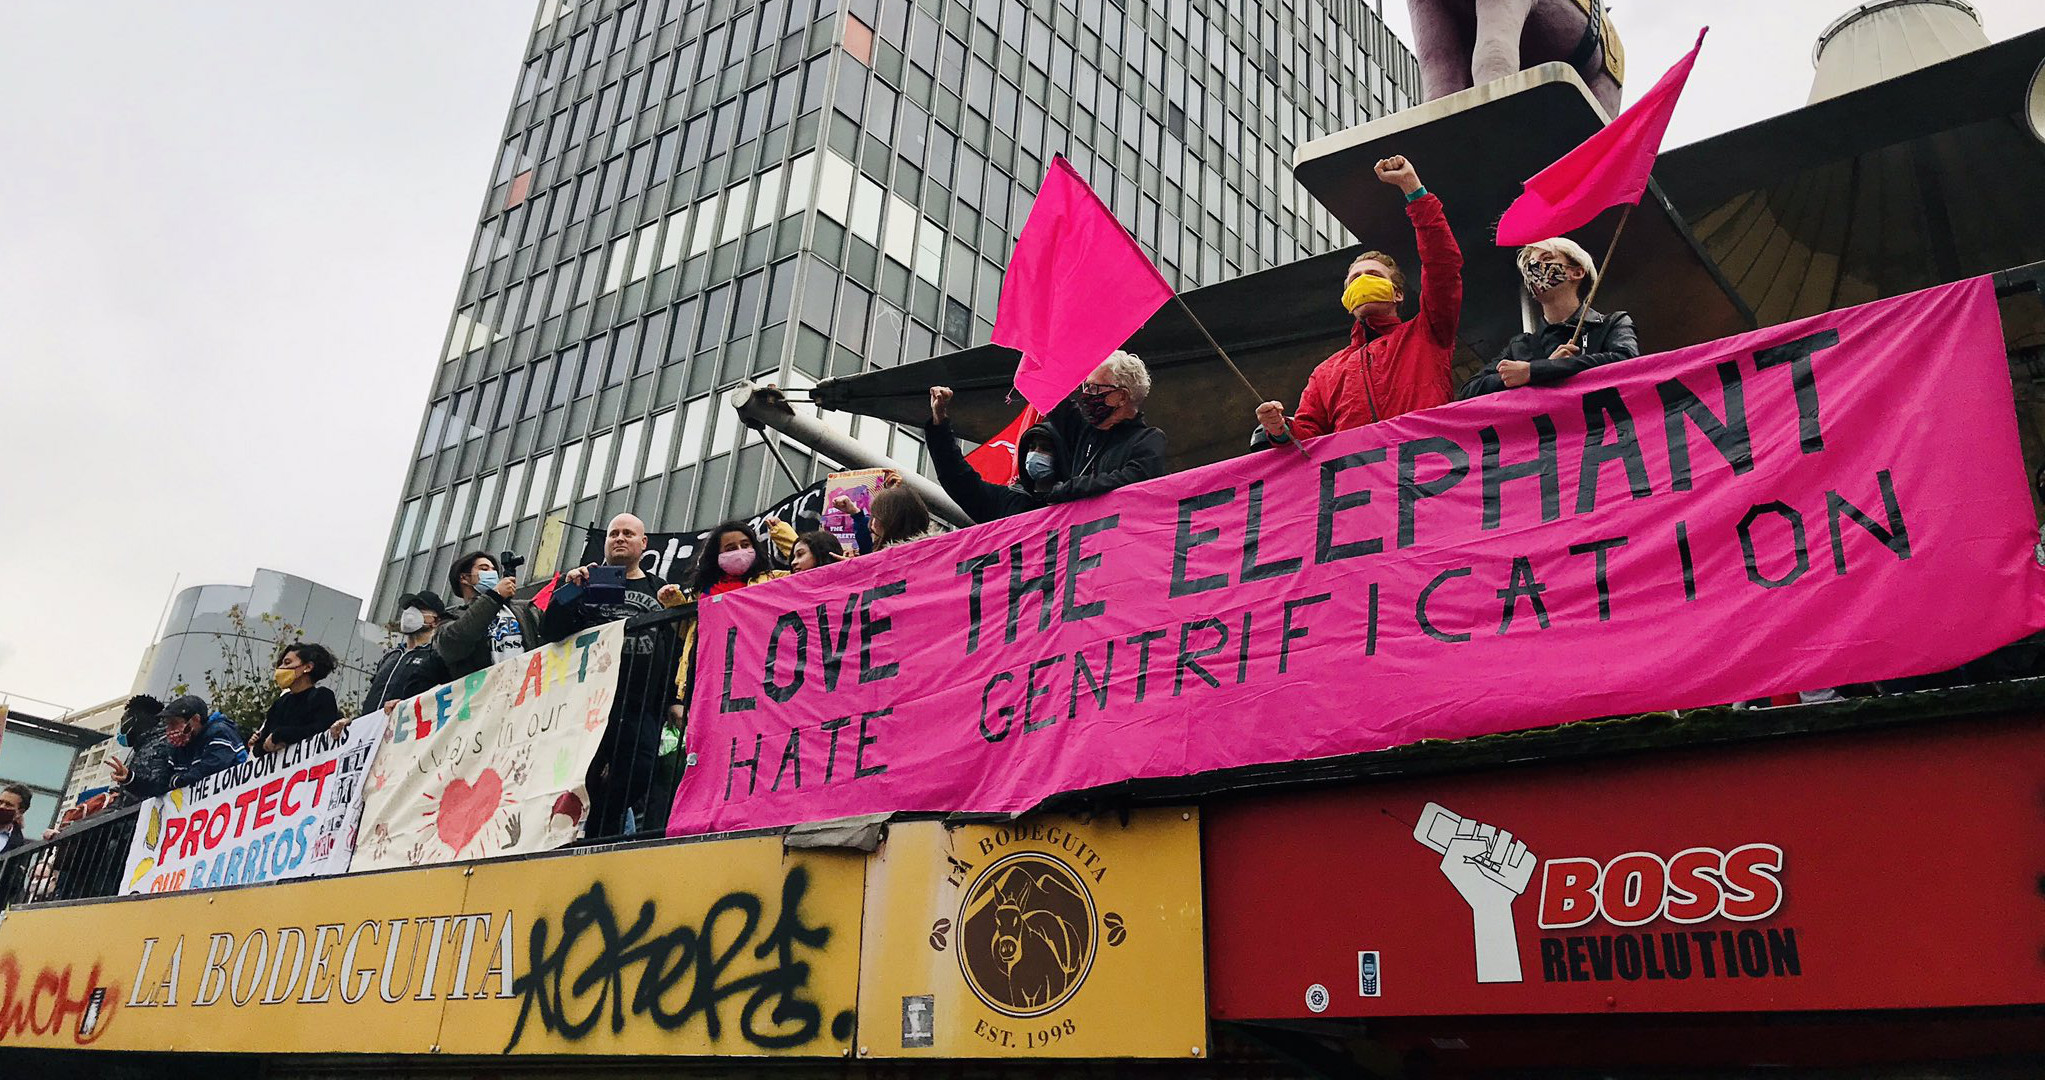 LOVE THE ELEPHANT
HATE GENTRIFICATION
ELEPHANT
always in our
THE LONDON LATINXS
PROTECT
OUR BARRIOS
LA BODEGUITA
LA BODEGUITA
EST. 1998
BOSS
REVOLUTION